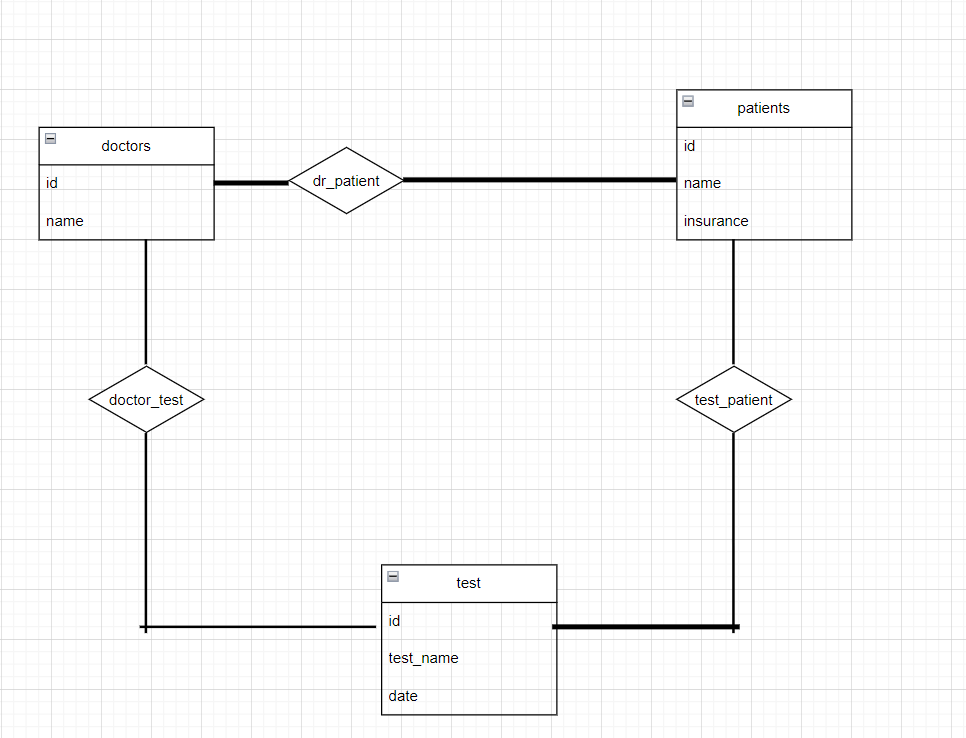 doctors
id
name
dr_patient
patients
id
name
insurance
doctor_test
test_patient
test
id
test_name
date